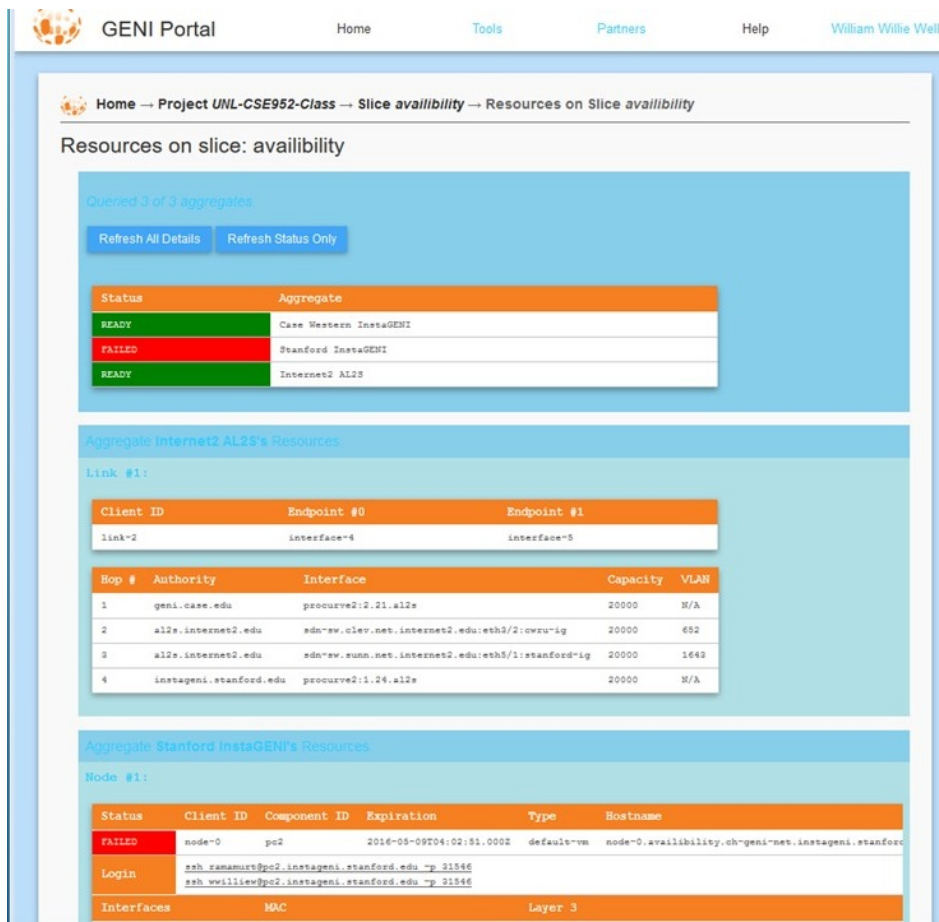 GENI Portal Home Tools Partners Help William Willie Well
Home → Project UNL-CSE952-Class → Slice availibility → Resources on Slice availibility
Resources on slice: availibility
Queried 3 of 3 aggregates.
Refresh All Details Refresh Status Only
Status Aggregate
READY Case Western InstaGENI
FAILED Stanford InstaGENI
READY Internet2 AL2S
Aggregate Internet2 AL2S's Resources
Link #1:
Client ID Endpoint #0 Endpoint #1
link-2 interface-4 interface-5
Hop # Authority Interface Capacity VLAN
1 geni.case.edu procurve2:2.21.al2s 20000 N/A
2 al2s.internet2.edu sdn-sw.clev.net.internet2.edu:eth3/2:cwru-ig 20000 652
3 al2s.internet2.edu sdn-sw.sunn.net.internet2.edu:eth5/1:stanford-ig 20000 1643
4 instageni.stanford.edu procurve2:1.24.al2s 20000 N/A
Aggregate Stanford InstaGENI's Resources
Node #1:
Status Client ID Component ID Expiration Type Hostname
FAILED node-0 pc2 2016-05-09T04:02:51.000Z default-vm node-0.availibility.ch-geni-net.instageni.stanford
Login ssh ramamurt@pc2.instageni.stanford.edu -p 31546
ssh wwilliew@pc2.instageni.stanford.edu -p 31546
Interfaces MAC Layer 3